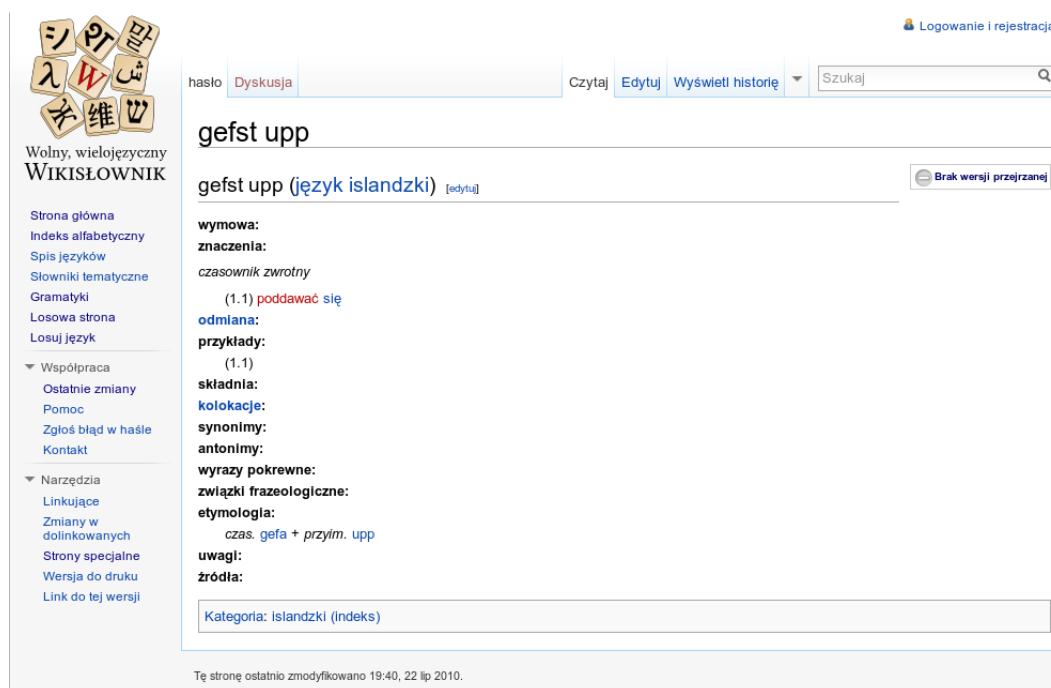 Logowanie i rejestracja
hasło Dyskusja Czytaj Edytuj Wyświetl historię Szukaj
シ 말
λ W ش
维 ש
Wolny, wielojęzyczny
WIKISŁOWNIK
Strona główna
Indeks alfabetyczny
Spis języków
Słowniki tematyczne
Gramatyki
Losowa strona
Losuj język
Współpraca
Ostatnie zmiany
Pomoc
Zgłoś błąd w haśle
Kontakt
Narzędzia
Linkujące
Zmiany w
dolinkowanych
Strony specjalne
Wersja do druku
Link do tej wersji
gefst upp
gefst upp (język islandzki) [edytuj]
Brak wersji przejrzanej
wymowa:
znaczenia:
czasownik zwrotny
(1.1) poddawać się
odmiana:
przykłady:
(1.1)
składnia:
kolokacje:
synonimy:
antonimy:
wyrazy pokrewne:
związki frazeologiczne:
etymologia:
czas. gefa + przyim. upp
uwagi:
źródła:
Kategoria: islandzki (indeks)
Tę stronę ostatnio zmodyfikowano 19:40, 22 lip 2010.